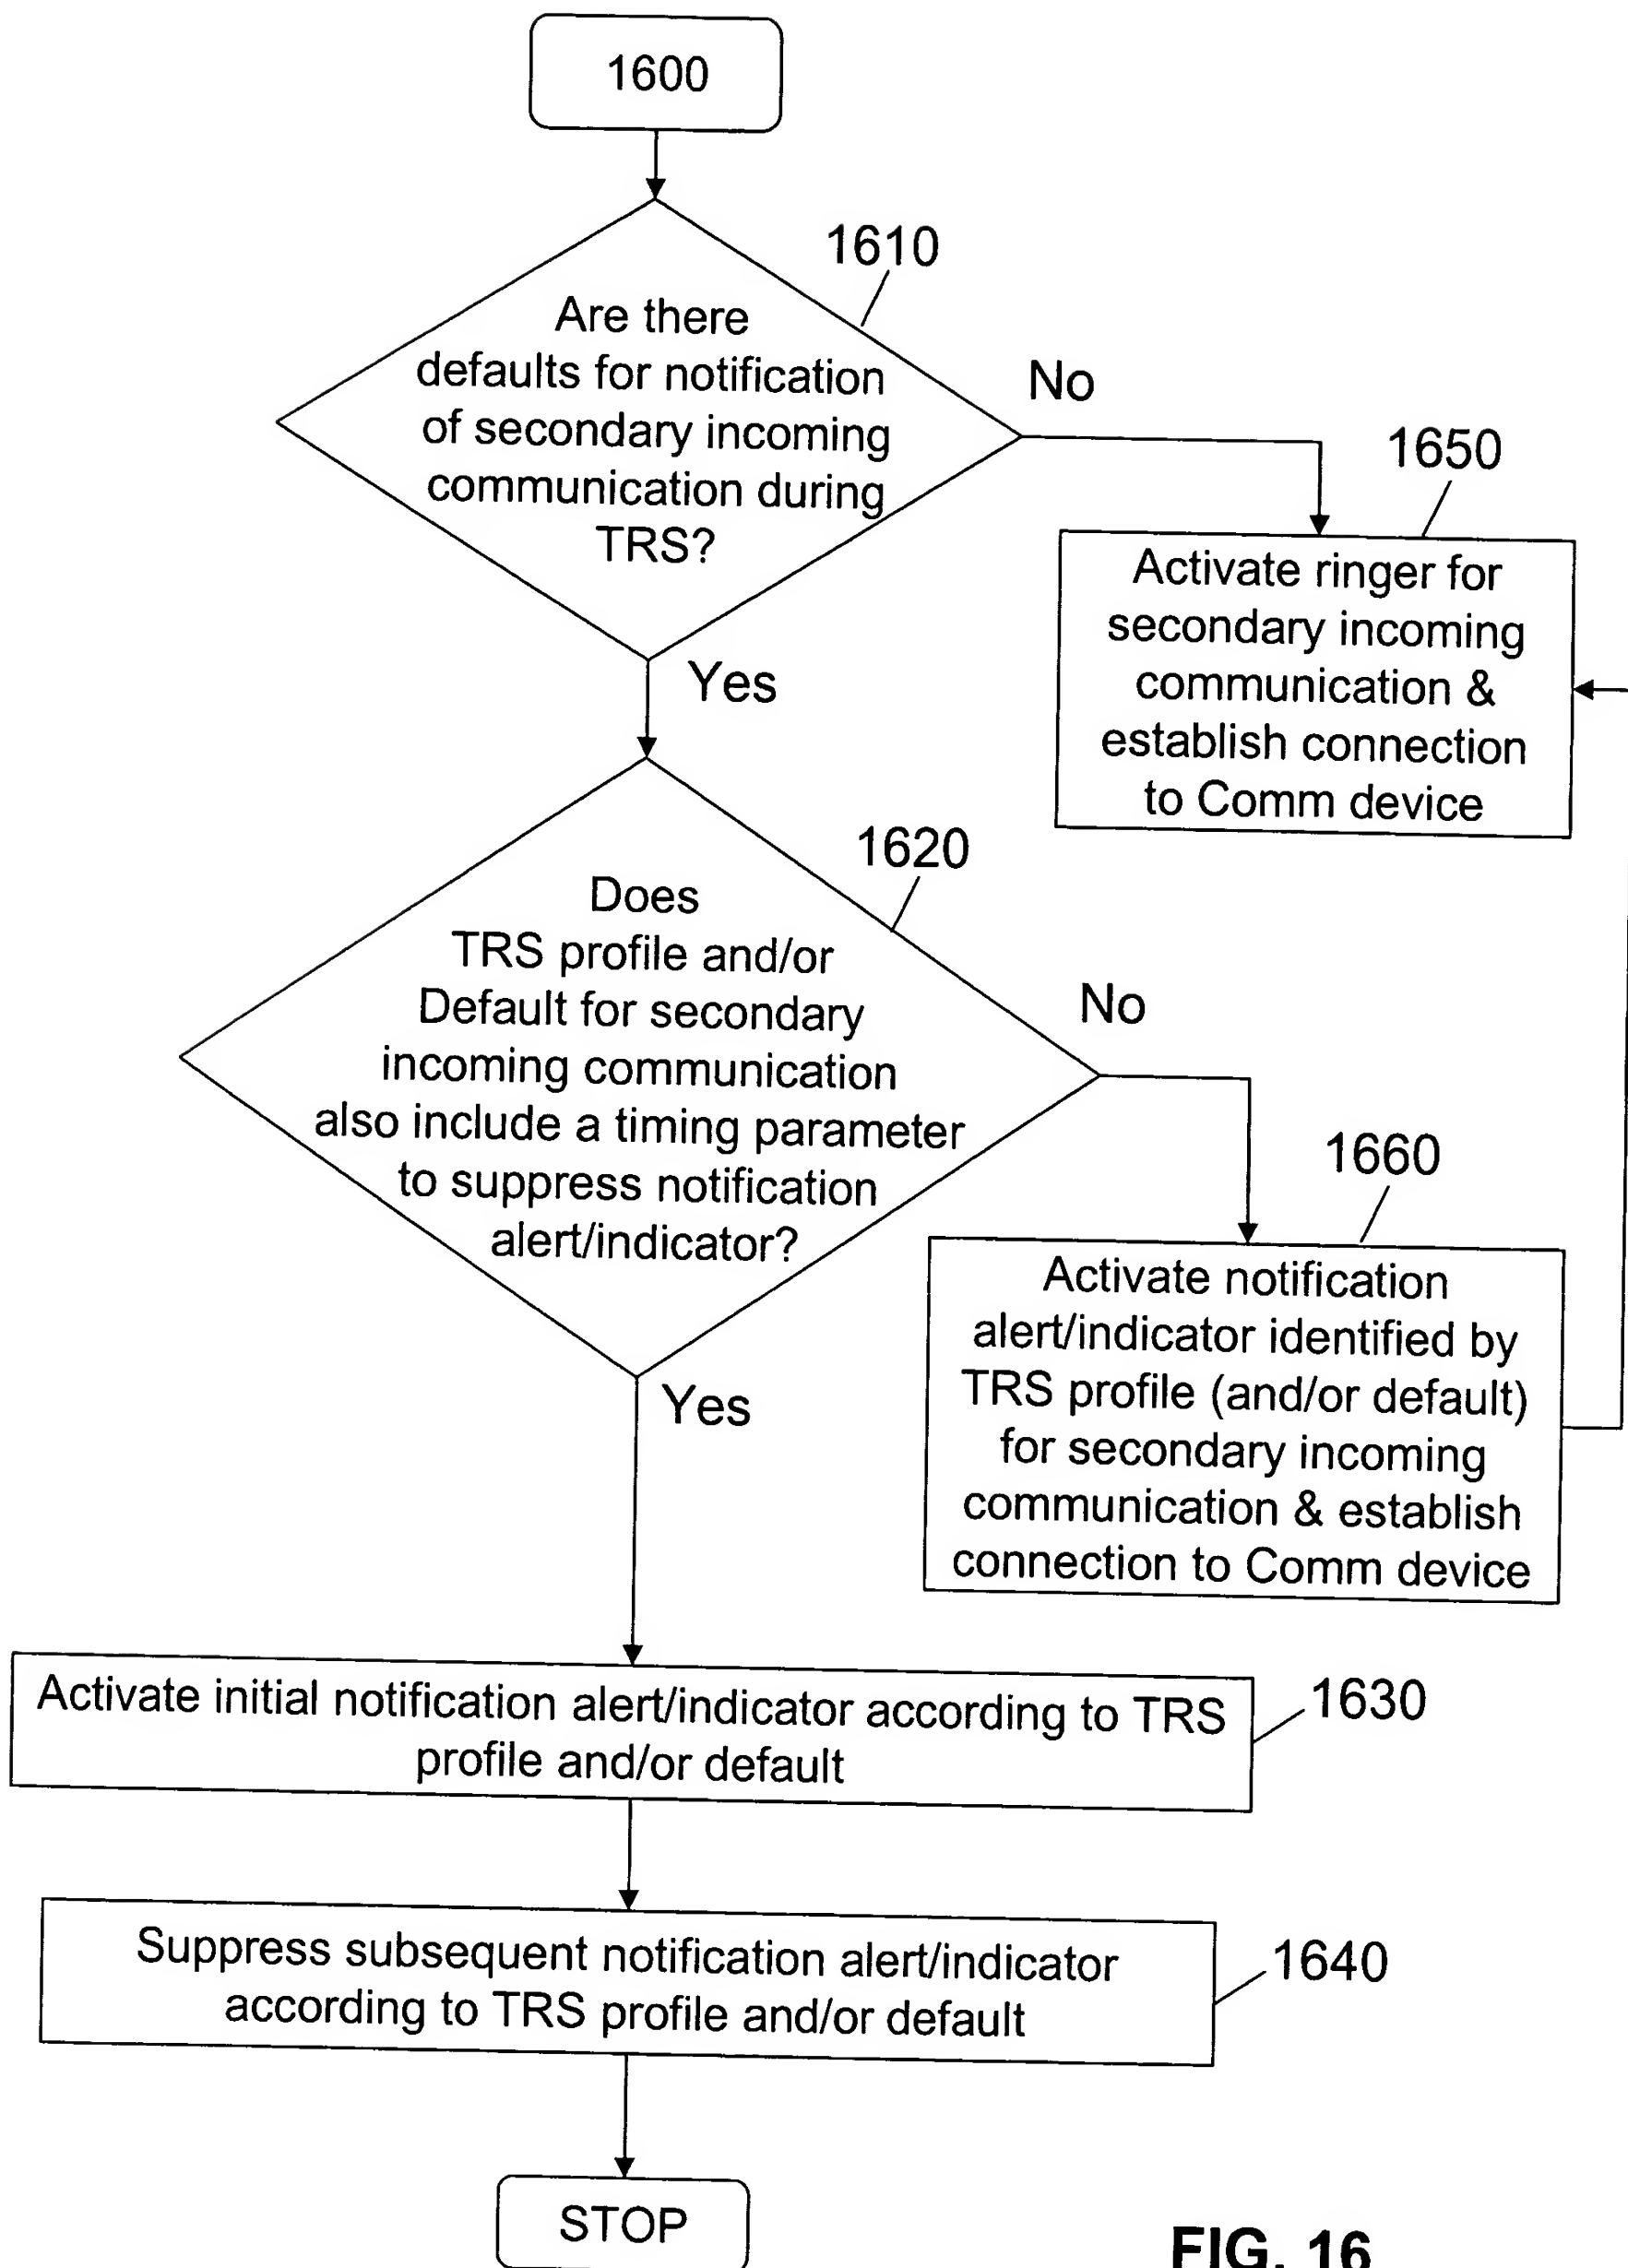 1600
1610
Are there
defaults for notification
of secondary incoming
communication during
TRS?
No
Yes
1650
Activate ringer for
secondary incoming
communication &
establish connection
to Comm device
1620
Does
TRS profile and/or
Default for secondary
incoming communication
also include a timing parameter
to suppress notification
alert/indicator?
No
Yes
1660
Activate notification
alert/indicator identified by
TRS profile (and/or default)
for secondary incoming
communication & establish
connection to Comm device
Activate initial notification alert/indicator according to TRS
profile and/or default
1630
Suppress subsequent notification alert/indicator
according to TRS profile and/or default
1640
STOP
FIG. 16